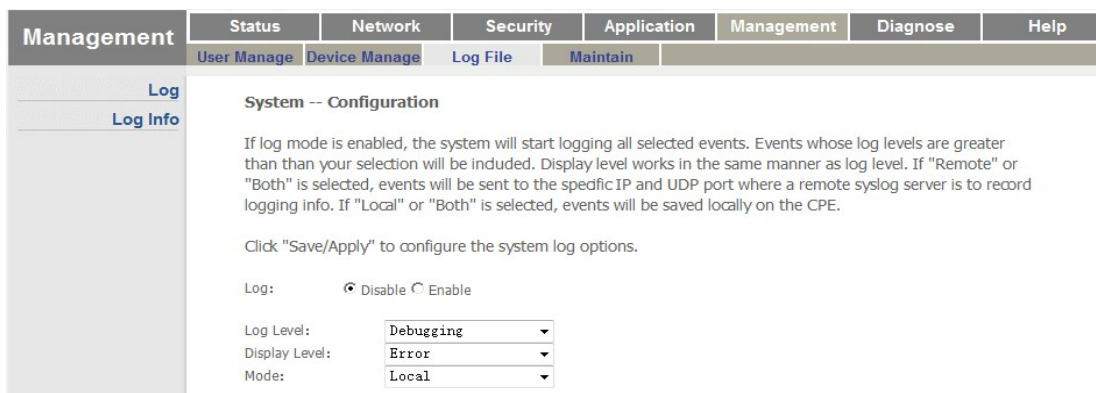 Management
Status Network Security Application Management Diagnose Help
User Manage Device Manage Log File Maintain
Log
Log Info
System -- Configuration
If log mode is enabled, the system will start logging all selected events. Events whose log levels are greater
than than your selection will be included. Display level works in the same manner as log level. If "Remote" or
"Both" is selected, events will be sent to the specific IP and UDP port where a remote syslog server is to record
logging info. If "Local" or "Both" is selected, events will be saved locally on the CPE.
Click "Save/Apply" to configure the system log options.
Log: Disable Enable
Log Level: Debugging
Display Level: Error
Mode: Local